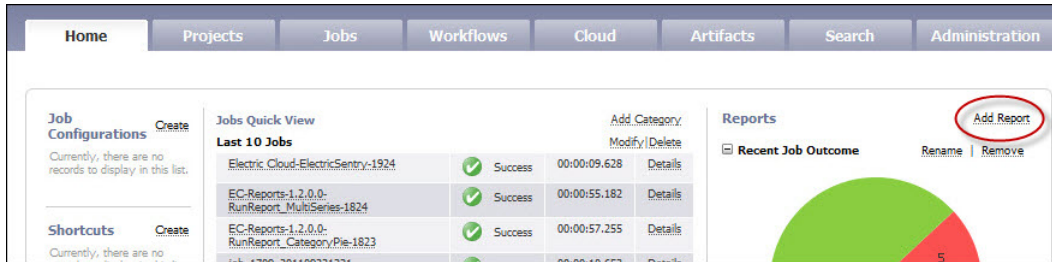 Home Projects Jobs Workflows Cloud Artifacts Search Administration
Job
Configurations Create
Currently, there are no
records to display in this list.
Shortcuts Create
Currently, there are no
Jobs Quick View Add Category
Last 10 Jobs Modify|Delete
Electric Cloud-ElectricSentry-1924 Success 00:00:09.628 Details
EC-Reports-1.2.0.0-
RunReport_MultiSeries-1824 Success 00:00:55.182 Details
EC-Reports-1.2.0.0-
RunReport_CategoryPie-1823 Success 00:00:57.255 Details
Reports Add Report
Recent Job Outcome Rename | Remove
5